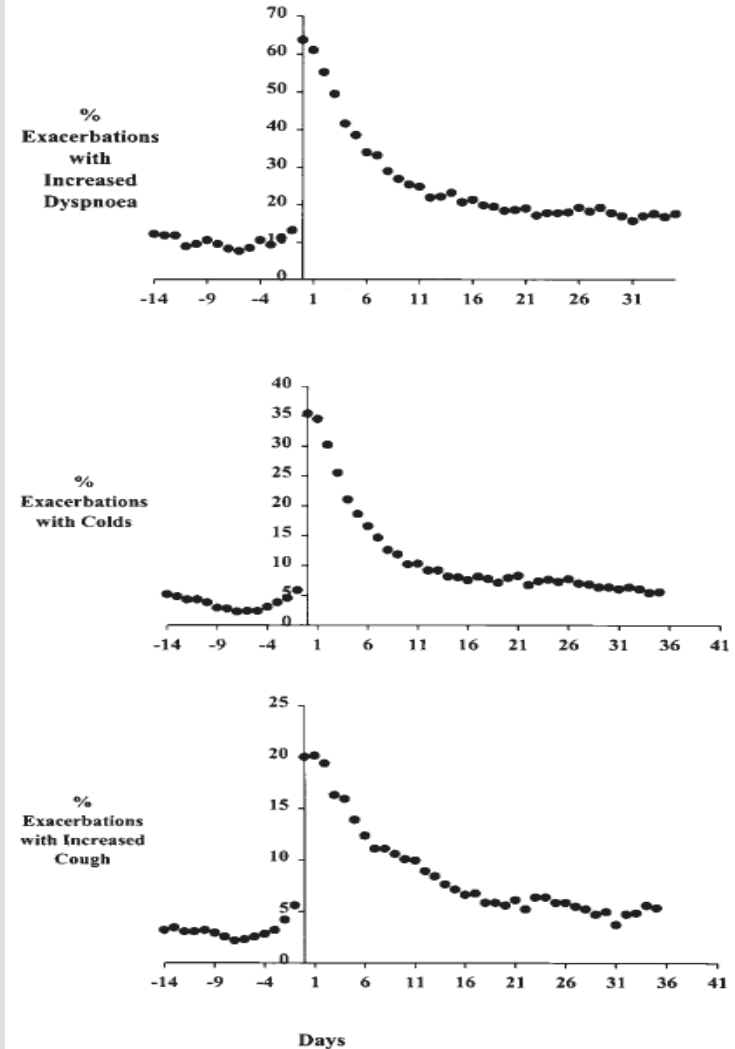 70
60
50
40
30
20
10
0
%
Exacerbations
with
Increased
Dyspnoea
-14 -9 -4 1 6 11 16 21 26 31
40
35
30
25
20
15
10
5
0
%
Exacerbations
with Colds
-14 -9 -4 1 6 11 16 21 26 31 36 41
25
20
15
10
5
0
%
Exacerbations
with Increased
Cough
-14 -9 -4 1 6 11 16 21 26 31 36 41
Days